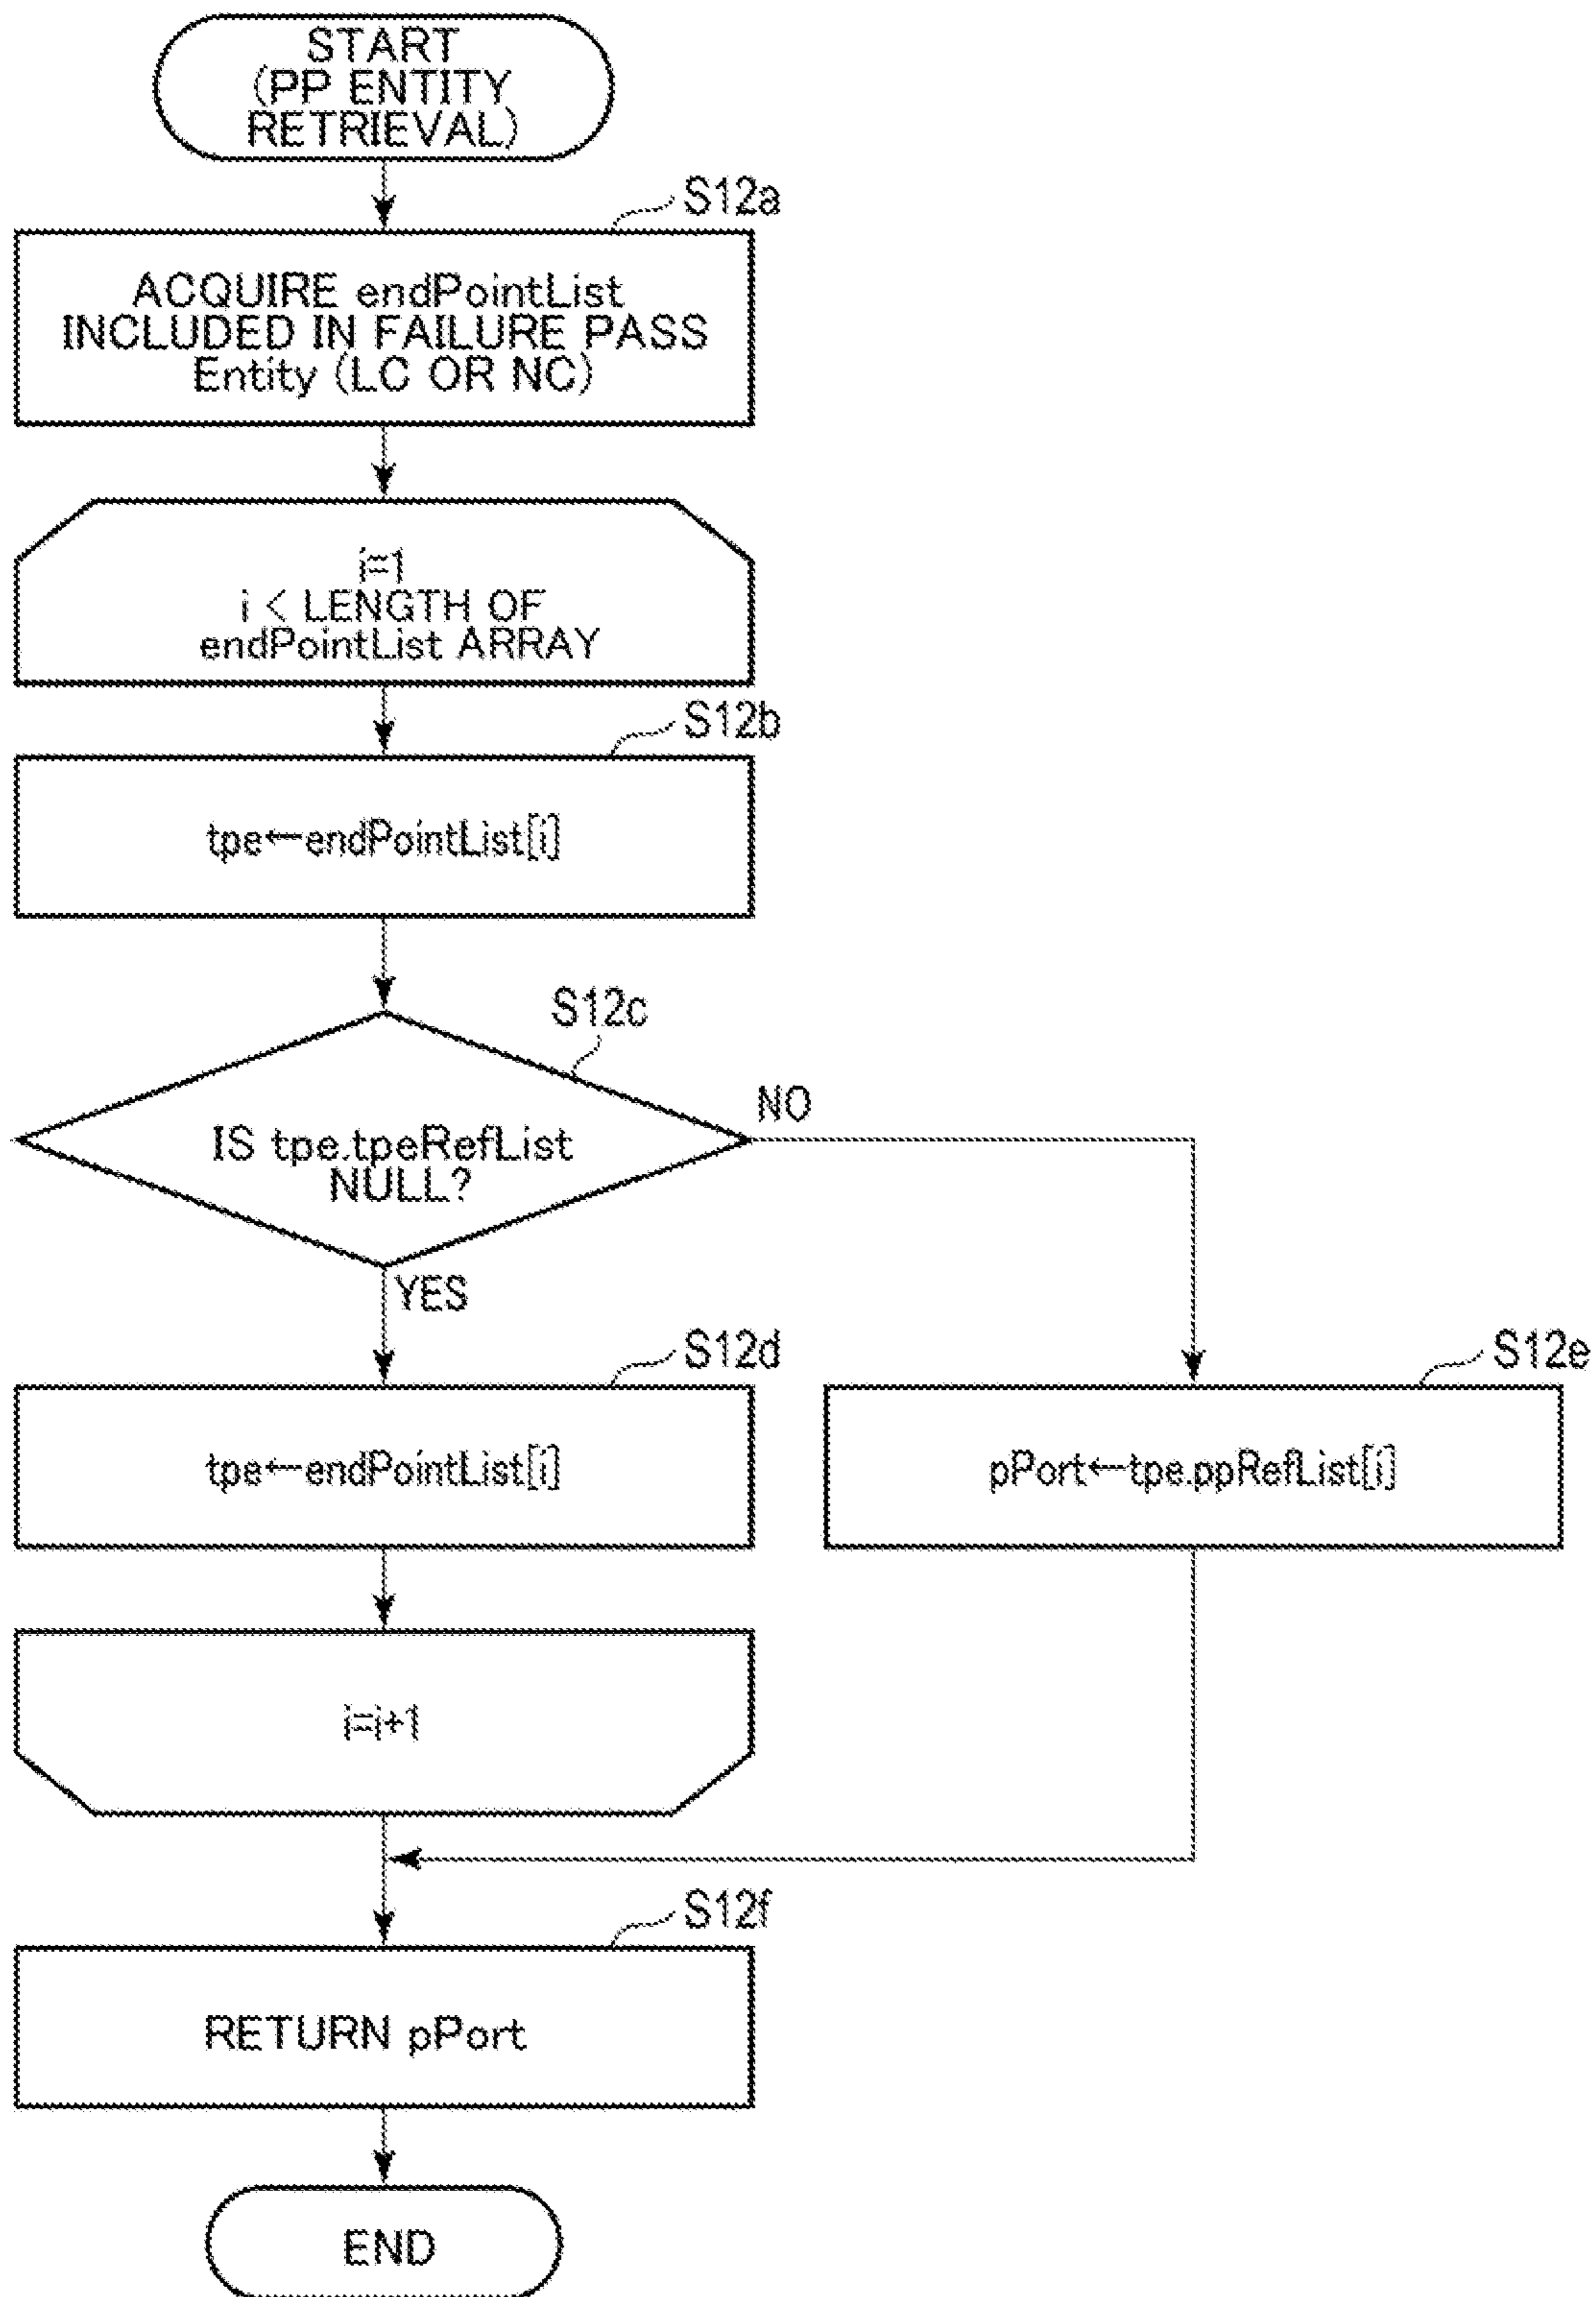 START
(PP ENTITY
RETRIEVAL)
S12a
ACQUIRE endPointList
INCLUDED IN FAILURE PASS
Entity (LC OR NC)
i=1
i < LENGTH OF
endPointList ARRAY
S12b
tpe←endPointList[i]
S12c
IS tpe.tpeRefList
NULL?
NO
YES
S12d
tpe←endPointList[i]
S12e
pPort←tpe.ppRefList[i]
i=i+1
S12f
RETURN pPort
END